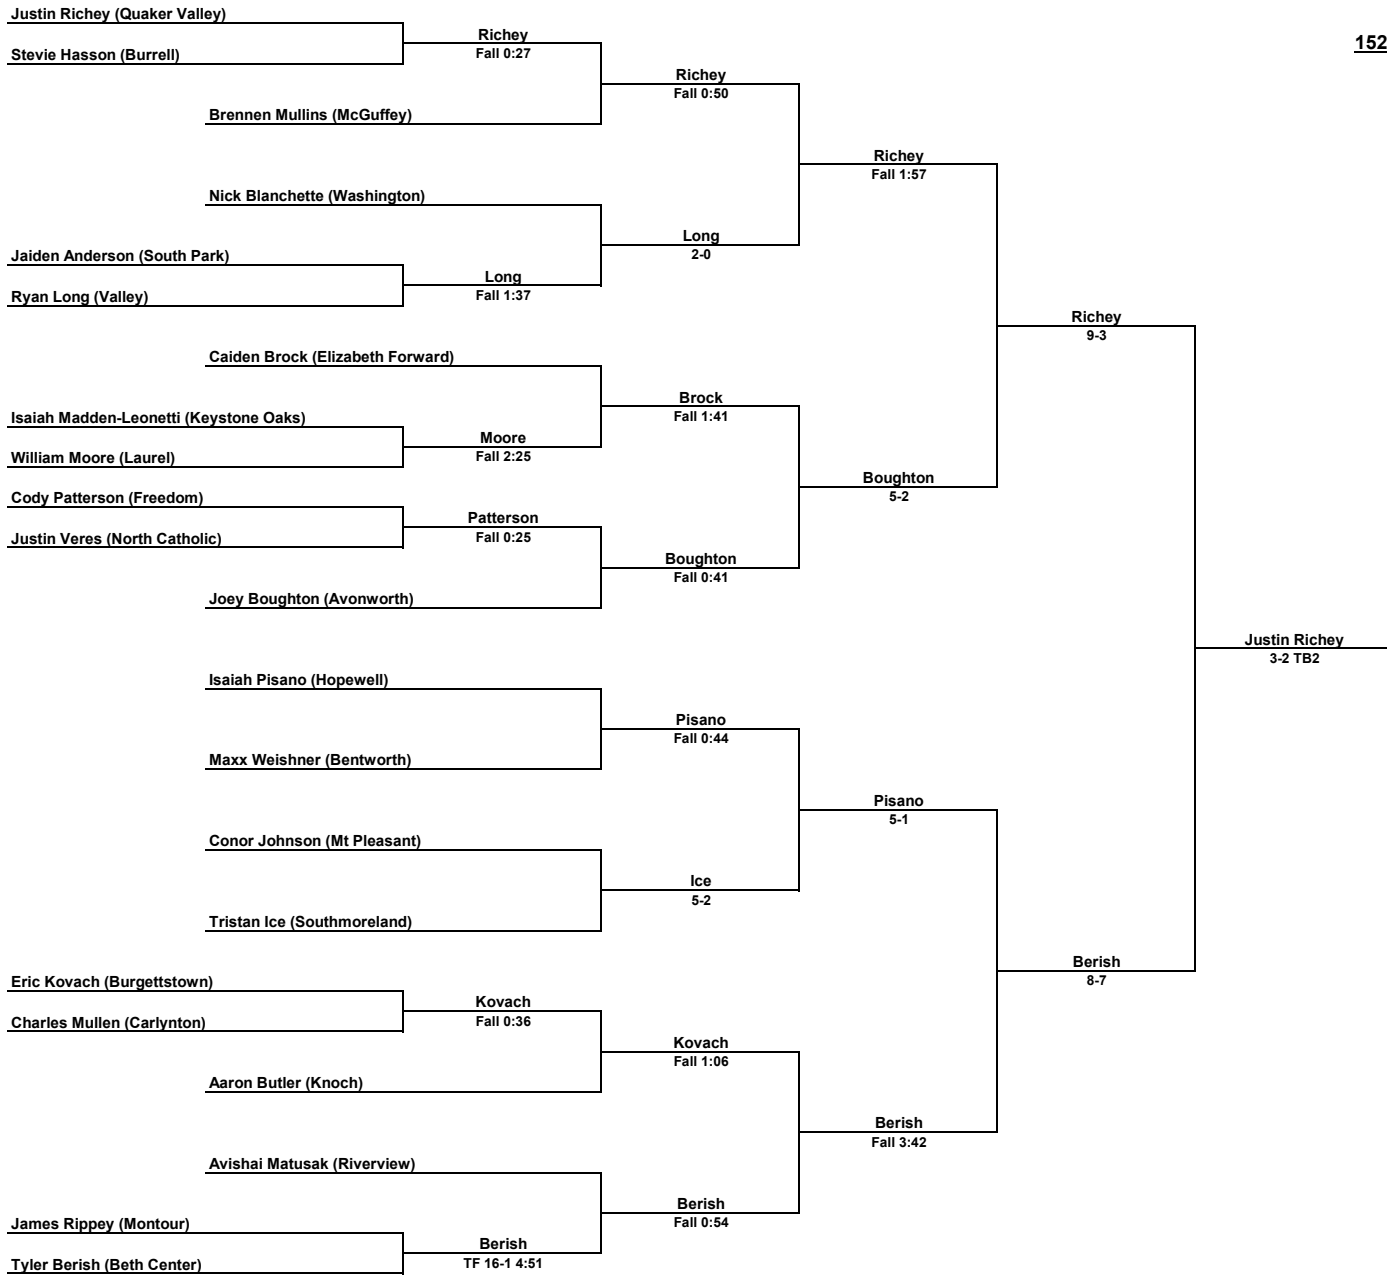 Justin Richey (Quaker Valley)
Richey
152
Stevie Hasson (Burrell)
Fall 0:27
Richey
Fall 0:50
Brennen Mullins (McGuffey)
Richey
Fall 1:57
Nick Blanchette (Washington)
Long
2-0
Jaiden Anderson (South Park)
Long
Fall 1:37
Ryan Long (Valley)
Richey
9-3
Caiden Brock (Elizabeth Forward)
Brock
Fall 1:41
Isaiah Madden-Leonetti (Keystone Oaks)
Moore
Fall 2:25
William Moore (Laurel)
Boughton
5-2
Cody Patterson (Freedom)
Patterson
Fall 0:25
Justin Veres (North Catholic)
Boughton
Fall 0:41
Joey Boughton (Avonworth)
Justin Richey
3-2 TB2
Isaiah Pisano (Hopewell)
Pisano
Fall 0:44
Maxx Weishner (Bentworth)
Pisano
5-1
Conor Johnson (Mt Pleasant)
Ice
5-2
Tristan Ice (Southmoreland)
Berish
8-7
Eric Kovach (Burgettstown)
Kovach
Fall 0:36
Charles Mullen (Carlynton)
Kovach
Fall 1:06
Aaron Butler (Knoch)
Berish
Fall 3:42
Avishai Matusak (Riverview)
Berish
Fall 0:54
James Rippey (Montour)
Berish
TF 16-1 4:51
Tyler Berish (Beth Center)